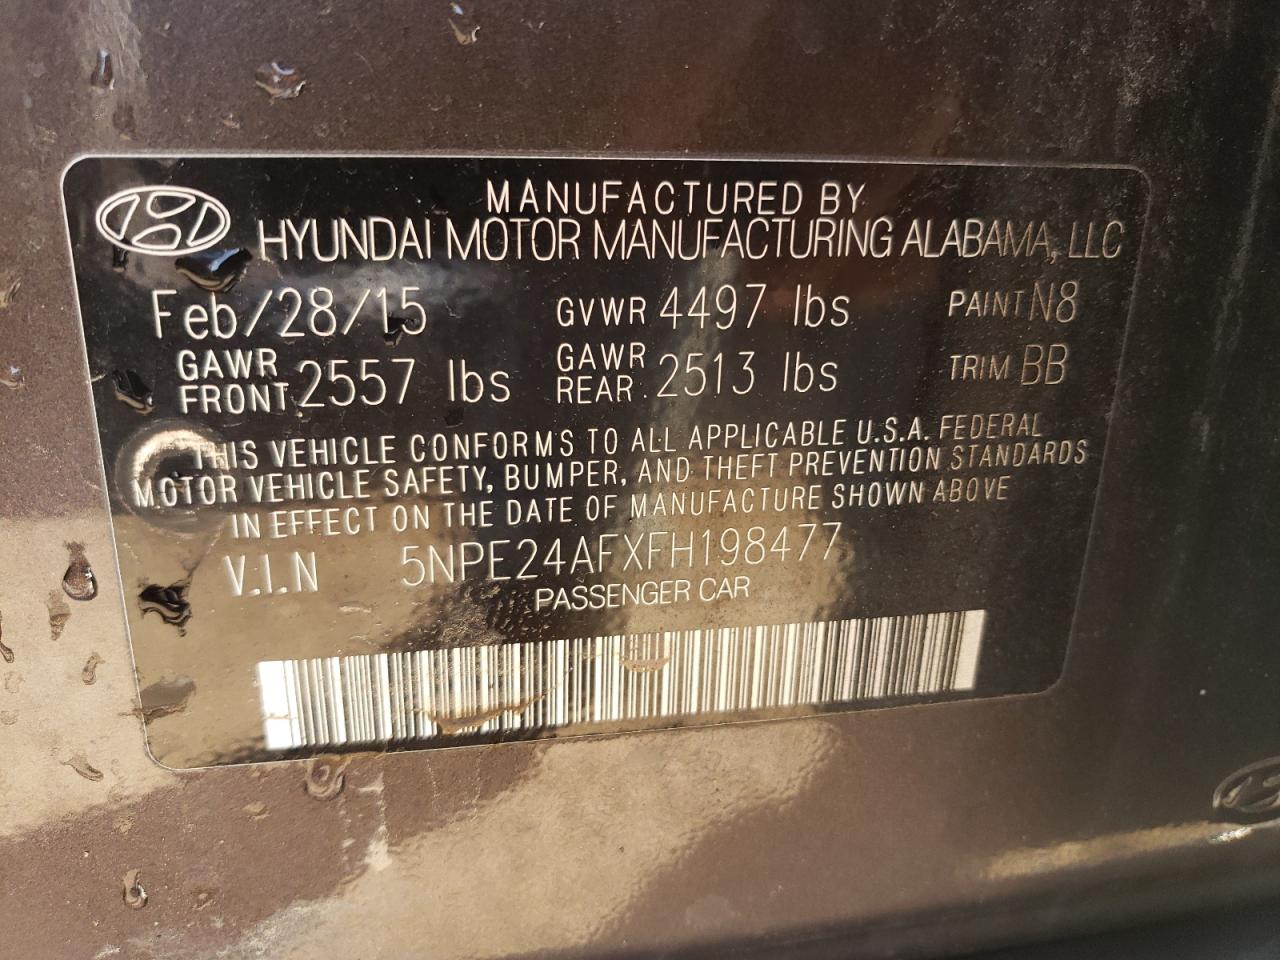 MANUFACTURED BY
HYUNDAI MOTOR MANUFACTURING ALABAMA, LLC
Feb/28/15 GVWR 4497 lbs PAINT N8
GAWR FRONT 2557 lbs GAWR REAR 2513 lbs TRIM BB
THIS VEHICLE CONFORMS TO ALL APPLICABLE U.S.A. FEDERAL
MOTOR VEHICLE SAFETY, BUMPER, AND THEFT PREVENTION STANDARDS
IN EFFECT ON THE DATE OF MANUFACTURE SHOWN ABOVE
V.I.N 5NPE24AFXFH198477
PASSENGER CAR